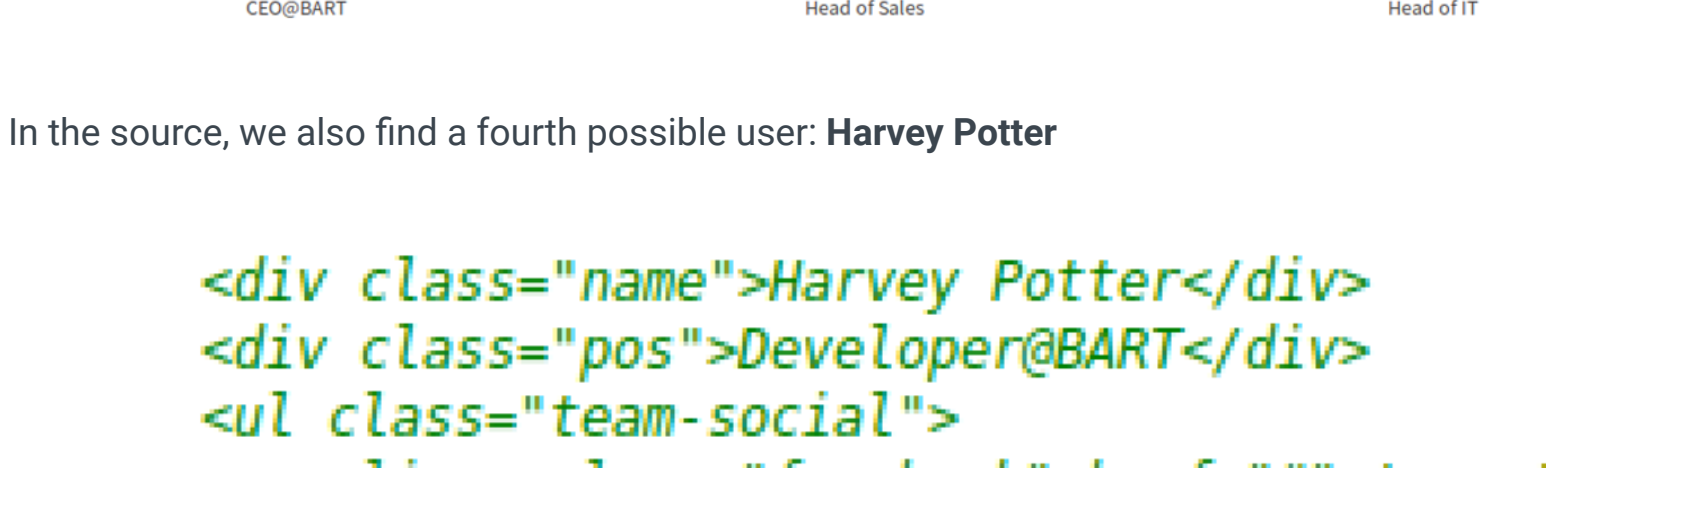 CEO@BART Head of Sales Head of IT
In the source, we also find a fourth possible user: Harvey Potter
<div class="name">Harvey Potter</div>
<div class="pos">Developer@BART</div>
<ul class="team-social">